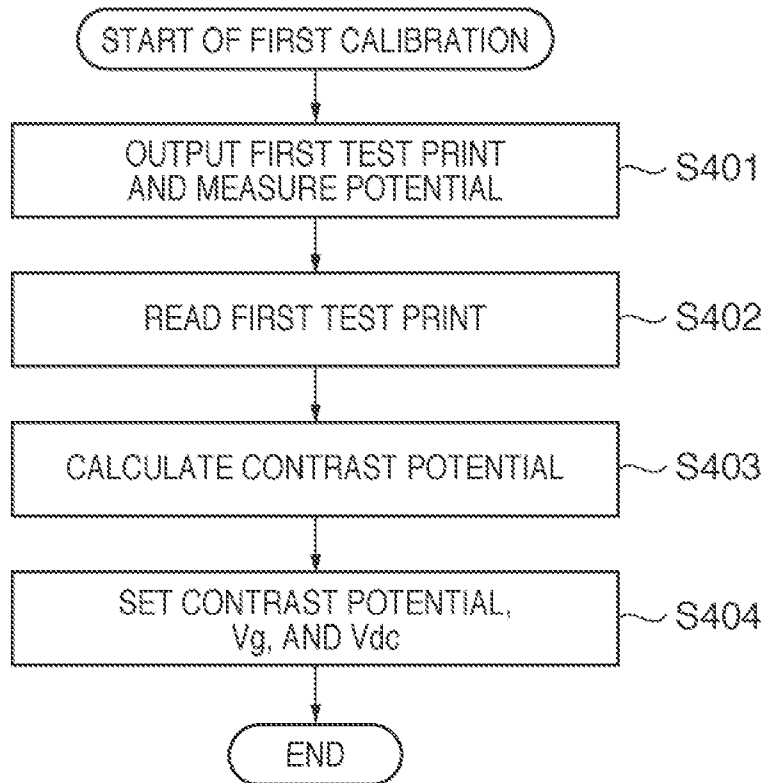 START OF FIRST CALIBRATION
OUTPUT FIRST TEST PRINT
AND MEASURE POTENTIAL
S401
READ FIRST TEST PRINT
S402
CALCULATE CONTRAST POTENTIAL
S403
SET CONTRAST POTENTIAL,
Vg, AND Vdc
S404
END